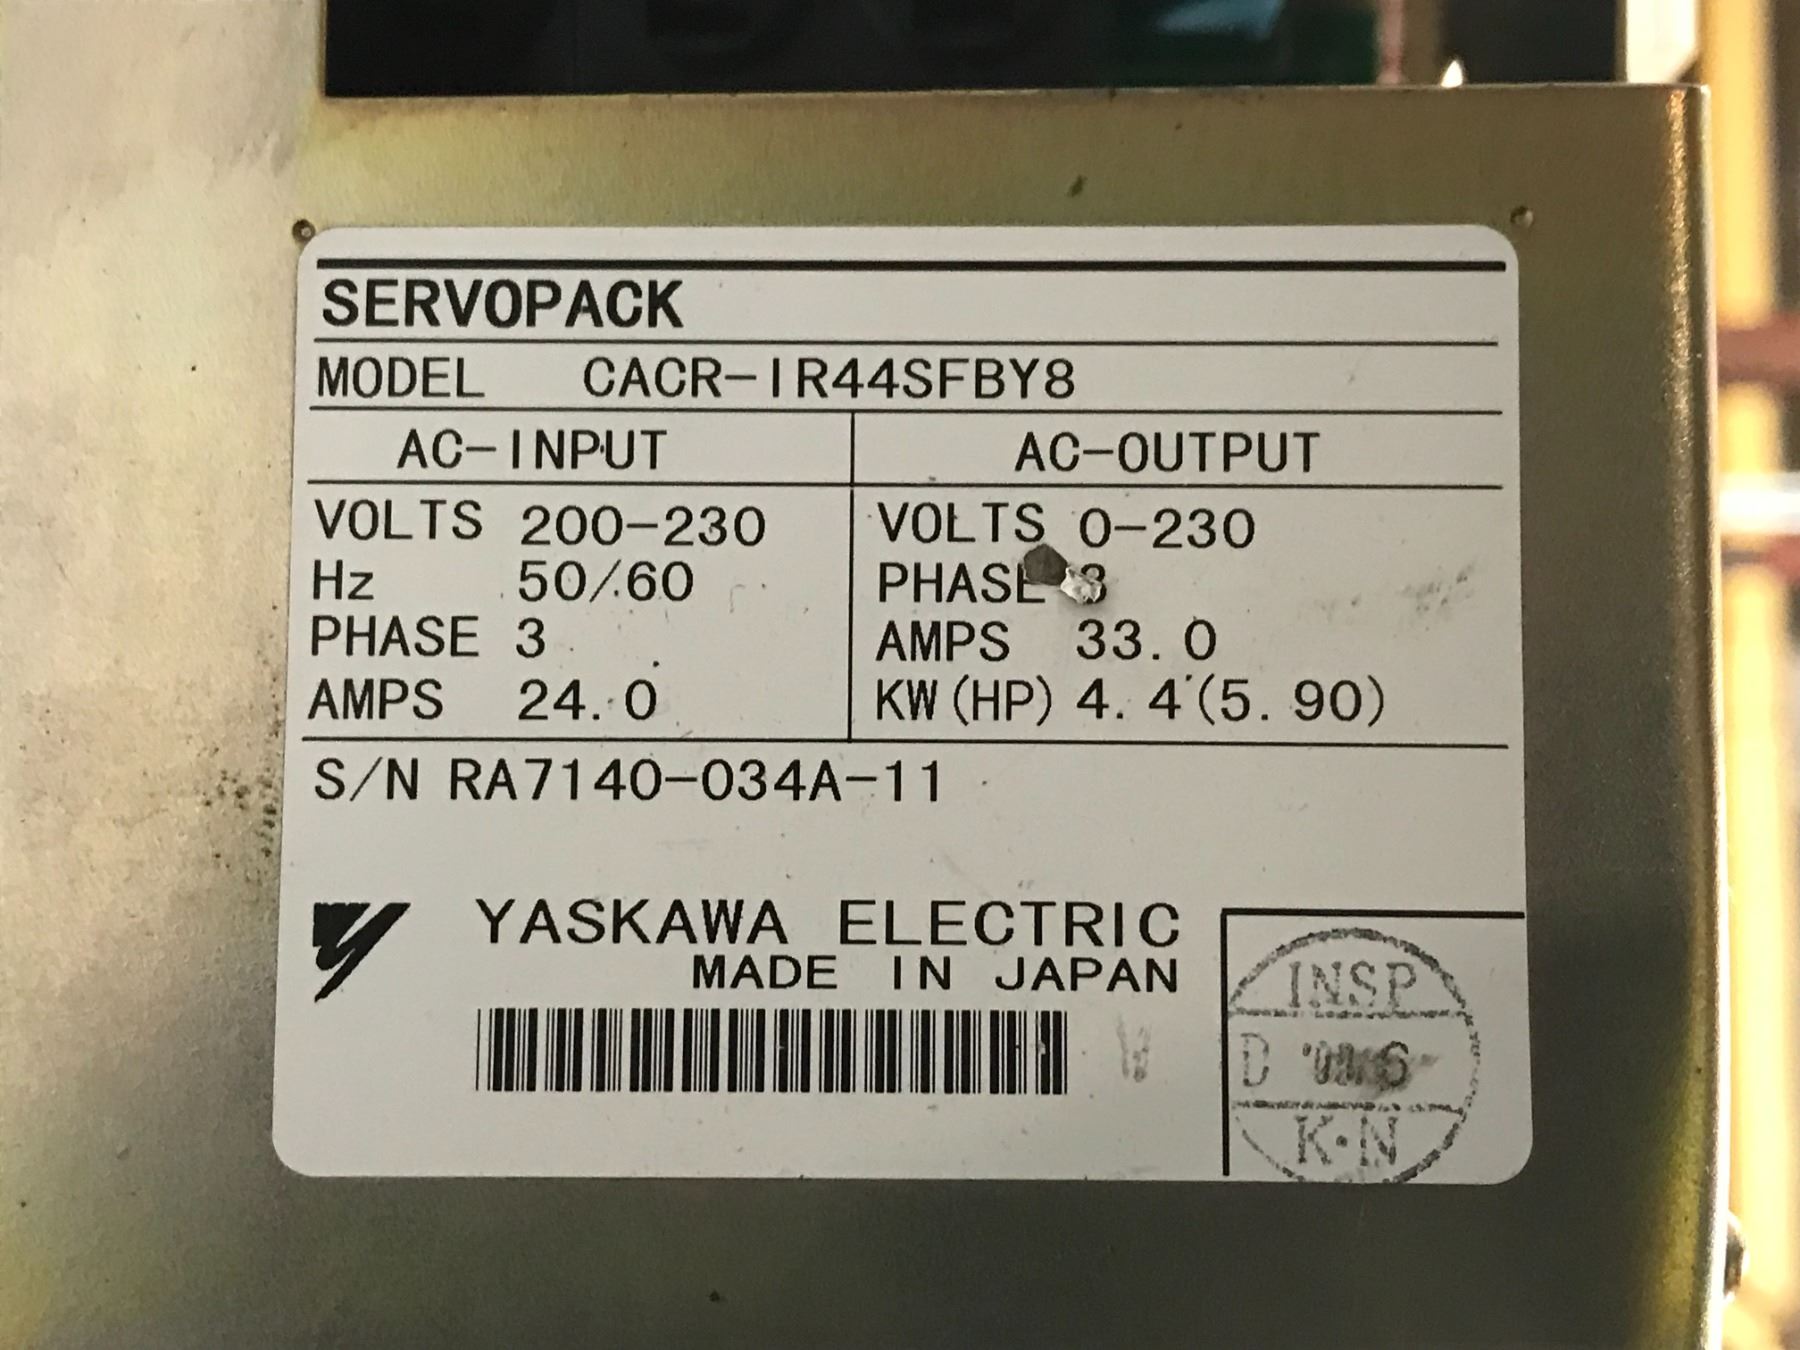 SERVOPACK
MODEL CACR-IR44SFBY8
AC-INPUT AC-OUTPUT
VOLTS 200-230 VOLTS 0-230
Hz 50/60 PHASE 3
PHASE 3 AMPS 33.0
AMPS 24.0 KW(HP) 4.4(5.90)
S/N RA7140-034A-11
YASKAWA ELECTRIC
MADE IN JAPAN
INSP
D
K·N